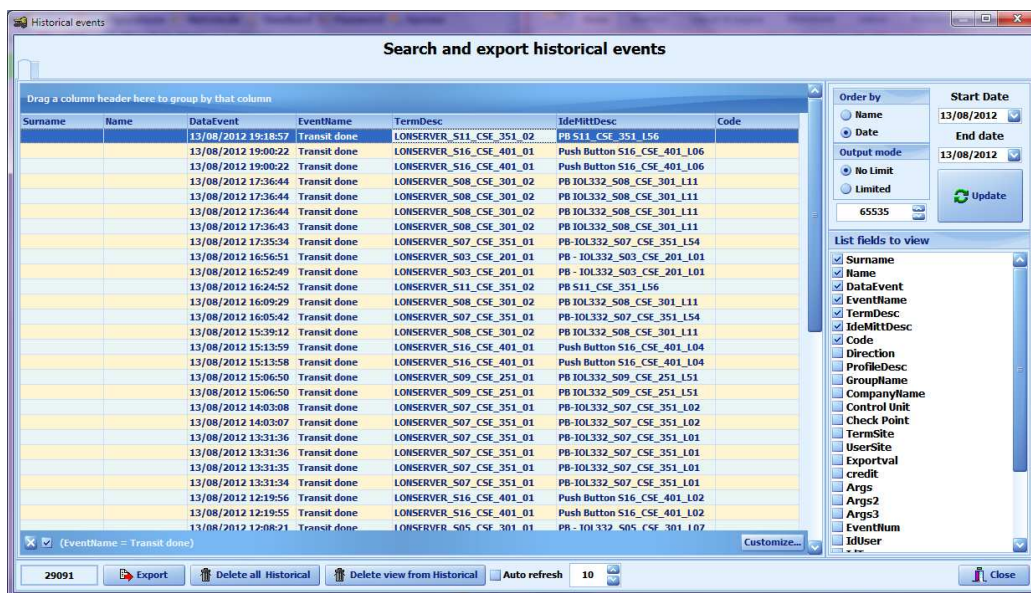 Historical events
Search and export historical events
Drag a column header here to group by that column
Surname Name DataEvent EventName TermDesc IdeMittDesc Code
13/08/2012 19:18:57 Transit done LONSERVER_S11_CSE_351_02 PB S11_CSE_351_L56
13/08/2012 19:00:22 Transit done LONSERVER_S16_CSE_401_01 Push Button S16_CSE_401_L06
13/08/2012 19:00:22 Transit done LONSERVER_S16_CSE_401_01 Push Button S16_CSE_401_L06
13/08/2012 17:36:44 Transit done LONSERVER_S08_CSE_301_02 PB IOL332_S08_CSE_301_L11
13/08/2012 17:36:44 Transit done LONSERVER_S08_CSE_301_02 PB IOL332_S08_CSE_301_L11
13/08/2012 17:36:44 Transit done LONSERVER_S08_CSE_301_02 PB IOL332_S08_CSE_301_L11
13/08/2012 17:36:43 Transit done LONSERVER_S08_CSE_301_02 PB IOL332_S08_CSE_301_L11
13/08/2012 17:35:34 Transit done LONSERVER_S07_CSE_351_01 PB-IOL332_S07_CSE_351_L54
13/08/2012 16:56:51 Transit done LONSERVER_S03_CSE_201_01 PB - IOL332_S03_CSE_201_L01
13/08/2012 16:52:49 Transit done LONSERVER_S03_CSE_201_01 PB - IOL332_S03_CSE_201_L01
13/08/2012 16:24:52 Transit done LONSERVER_S11_CSE_351_02 PB S11_CSE_351_L56
13/08/2012 16:09:29 Transit done LONSERVER_S08_CSE_301_02 PB IOL332_S08_CSE_301_L11
13/08/2012 16:05:42 Transit done LONSERVER_S07_CSE_351_01 PB-IOL332_S07_CSE_351_L54
13/08/2012 15:39:12 Transit done LONSERVER_S08_CSE_301_02 PB IOL332_S08_CSE_301_L11
13/08/2012 15:13:59 Transit done LONSERVER_S16_CSE_401_01 Push Button S16_CSE_401_L04
13/08/2012 15:13:58 Transit done LONSERVER_S16_CSE_401_01 Push Button S16_CSE_401_L04
13/08/2012 15:06:50 Transit done LONSERVER_S09_CSE_251_01 PB IOL332_S09_CSE_251_L51
13/08/2012 15:06:50 Transit done LONSERVER_S09_CSE_251_01 PB IOL332_S09_CSE_251_L51
13/08/2012 14:03:08 Transit done LONSERVER_S07_CSE_351_01 PB-IOL332_S07_CSE_351_L02
13/08/2012 14:03:07 Transit done LONSERVER_S07_CSE_351_01 PB-IOL332_S07_CSE_351_L02
13/08/2012 13:31:36 Transit done LONSERVER_S07_CSE_351_01 PB-IOL332_S07_CSE_351_L01
13/08/2012 13:31:36 Transit done LONSERVER_S07_CSE_351_01 PB-IOL332_S07_CSE_351_L01
13/08/2012 13:31:35 Transit done LONSERVER_S07_CSE_351_01 PB-IOL332_S07_CSE_351_L01
13/08/2012 13:31:34 Transit done LONSERVER_S07_CSE_351_01 PB-IOL332_S07_CSE_351_L01
13/08/2012 12:19:56 Transit done LONSERVER_S16_CSE_401_01 Push Button S16_CSE_401_L02
13/08/2012 12:19:55 Transit done LONSERVER_S16_CSE_401_01 Push Button S16_CSE_401_L02
13/08/2012 12:08:21 Transit done LONSERVER_S05_CSE_301_01 PB - IOL332_S05_CSE_301_L07
(EventName = Transit done)
Customize...
Order by
Name
Date
Output mode
No Limit
Limited
65535
Start Date
13/08/2012
End date
13/08/2012
Update
List fields to view
Surname
Name
DataEvent
EventName
TermDesc
IdeMittDesc
Code
Direction
ProfileDesc
GroupName
CompanyName
Control Unit
Check Point
TermSite
UserSite
Exportval
credit
Args
Args2
Args3
EventNum
IdUser
29091
Export
Delete all Historical
Delete view from Historical
Auto refresh
10
Close